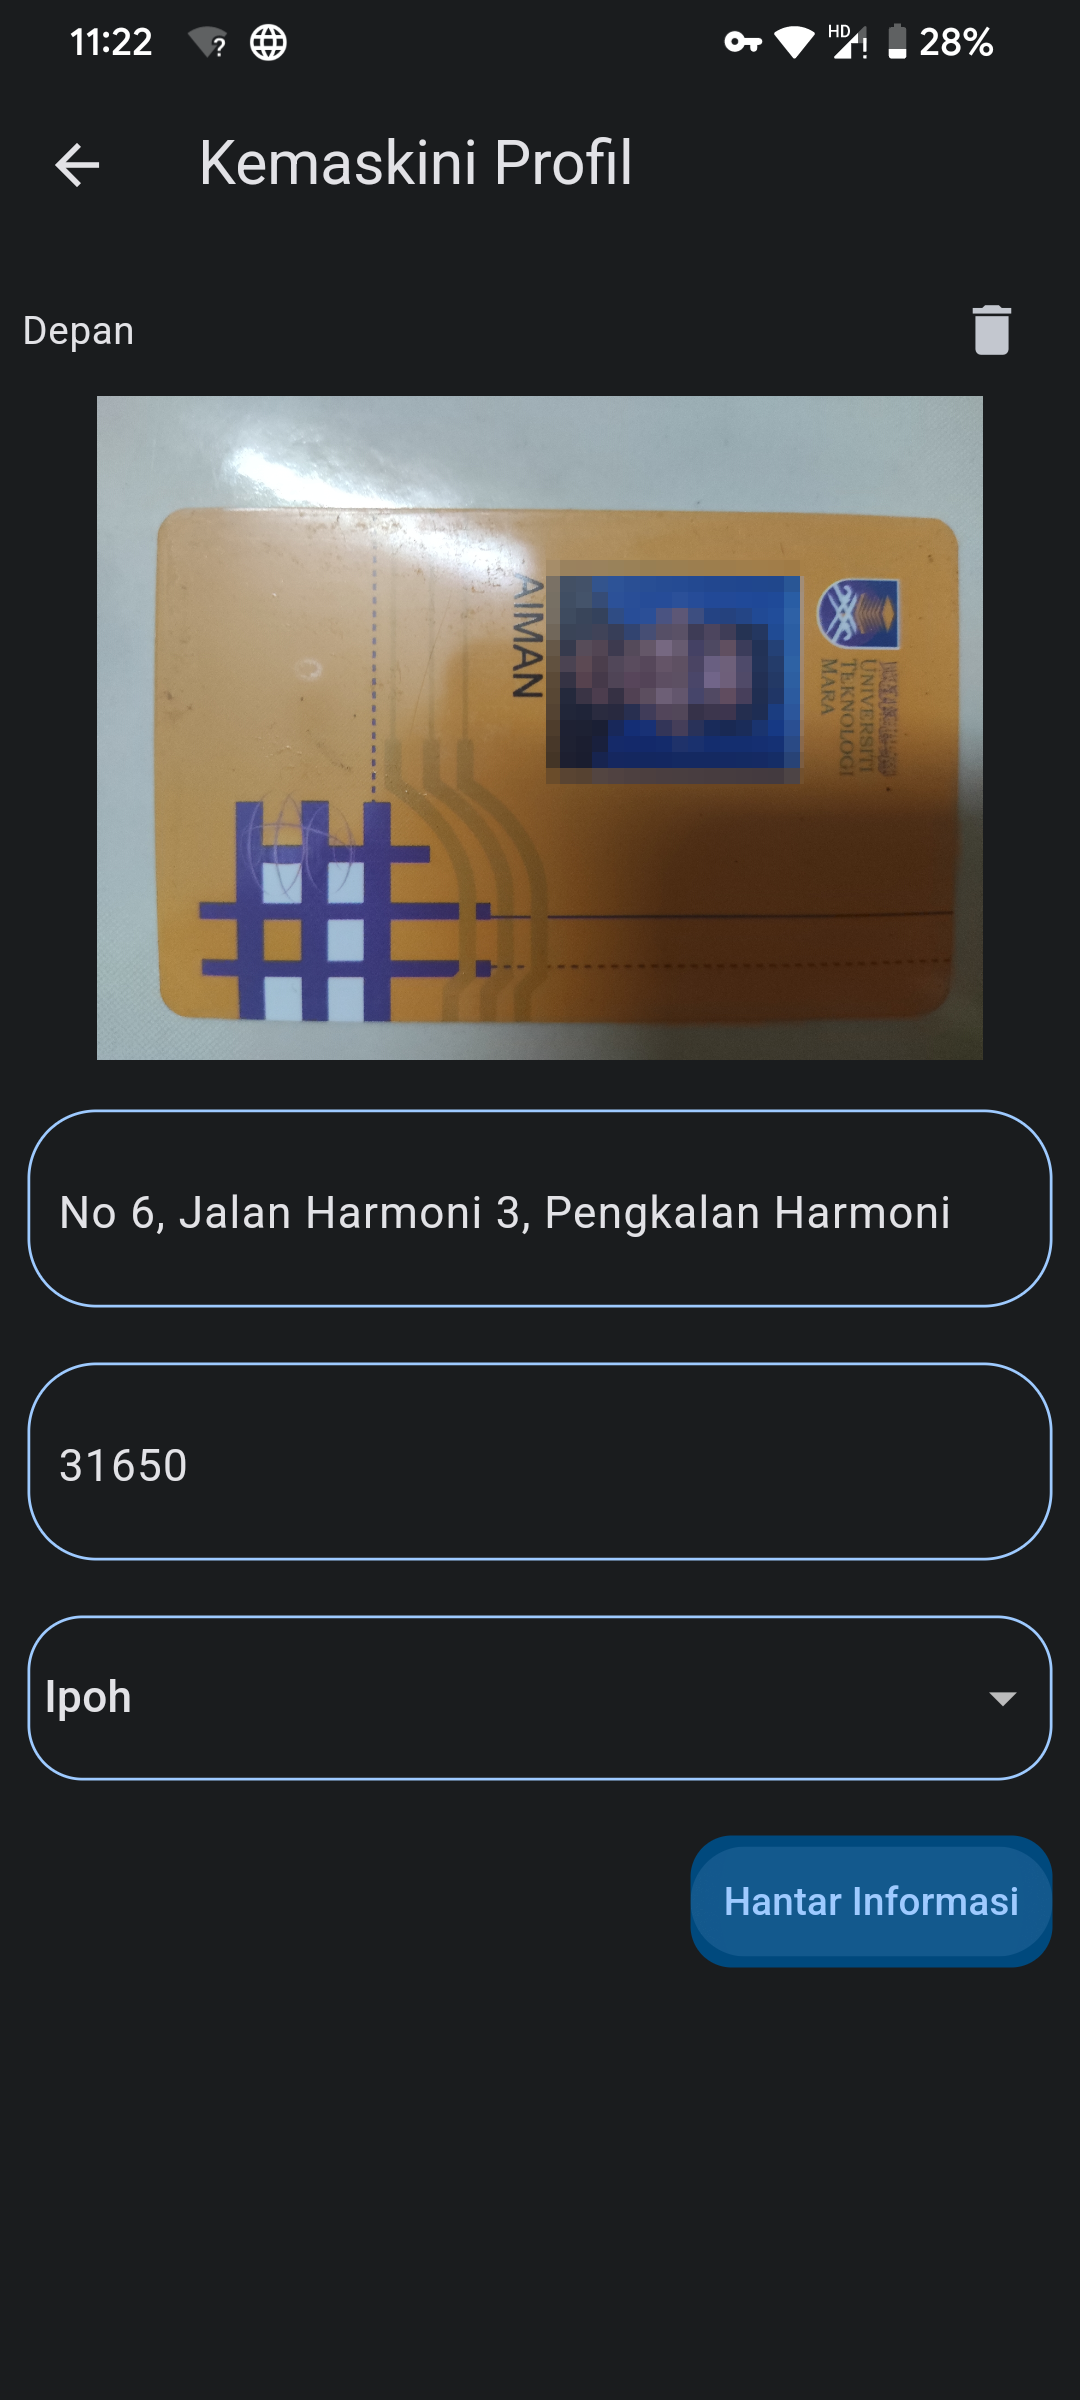 11:22
HD
28%
Kemaskini Profil
Depan
AIMAN
UNIVERSITI
TEKNOLOGI
MARA
No 6, Jalan Harmoni 3, Pengkalan Harmoni
31650
Ipoh
Hantar Informasi